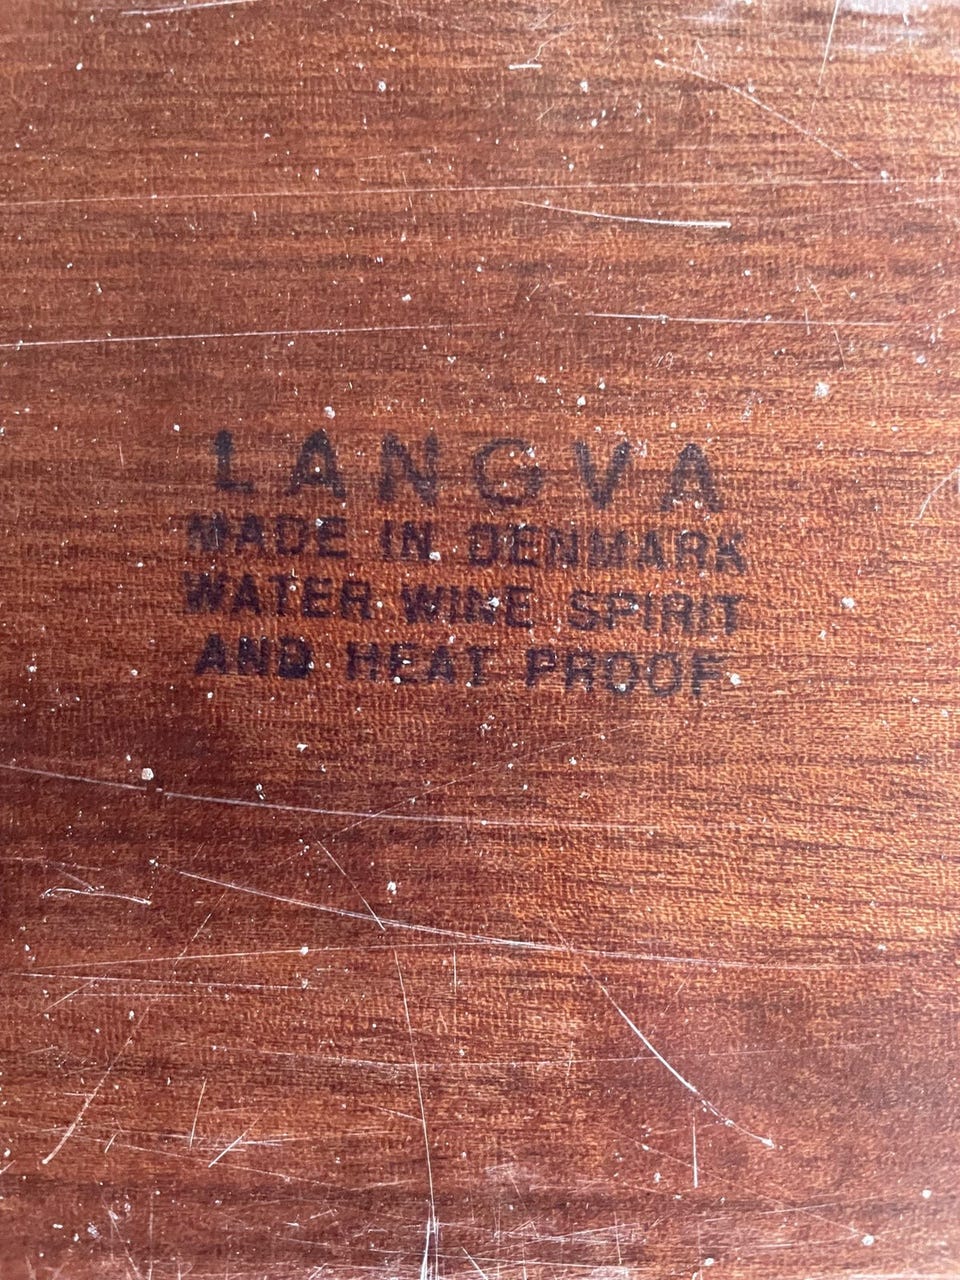 LANGVA
MADE IN DENMARK
WATER WINE SPIRIT
AND HEAT PROOF